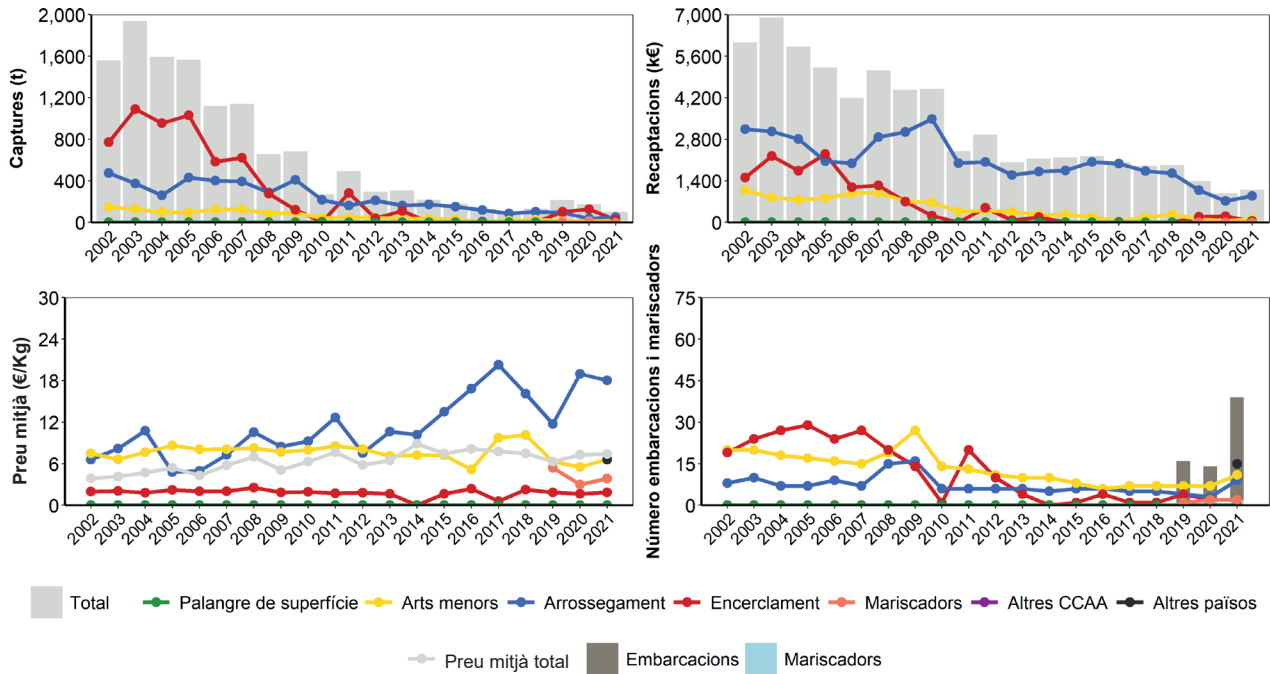 Captures (t)
2,000
1,600
1,200
800
400
0
2002 2003 2004 2005 2006 2007 2008 2009 2010 2011 2012 2013 2014 2015 2016 2017 2018 2019 2020 2021
Recaptacions (k€)
7,000
5,600
4,200
2,800
1,400
0
2002 2003 2004 2005 2006 2007 2008 2009 2010 2011 2012 2013 2014 2015 2016 2017 2018 2019 2020 2021
Preu mitjà (€/Kg)
30
24
18
12
6
0
2002 2003 2004 2005 2006 2007 2008 2009 2010 2011 2012 2013 2014 2015 2016 2017 2018 2019 2020 2021
Número embarcacions i mariscadors
75
60
45
30
15
0
2002 2003 2004 2005 2006 2007 2008 2009 2010 2011 2012 2013 2014 2015 2016 2017 2018 2019 2020 2021
Total Palangre de superfície Arts menors Arrossegament Encerclament Mariscadors Altres CCAA Altres països
Preu mitjà total Embarcacions Mariscadors